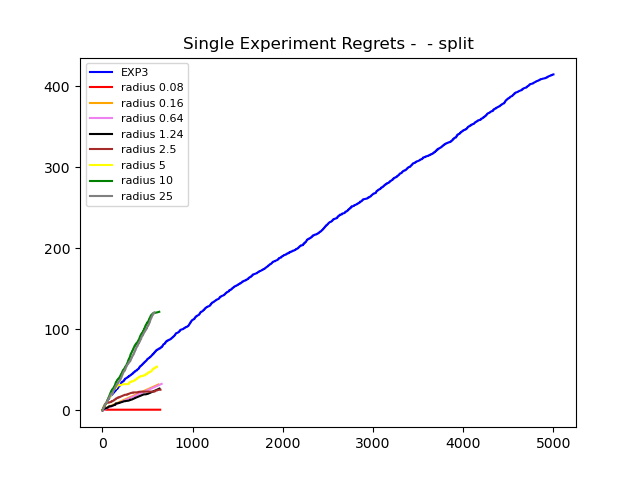 Single Experiment Regrets -  - split
EXP3
radius 0.08
radius 0.16
radius 0.64
radius 1.24
radius 2.5
radius 5
radius 10
radius 25
400
300
200
100
0
0 1000 2000 3000 4000 5000